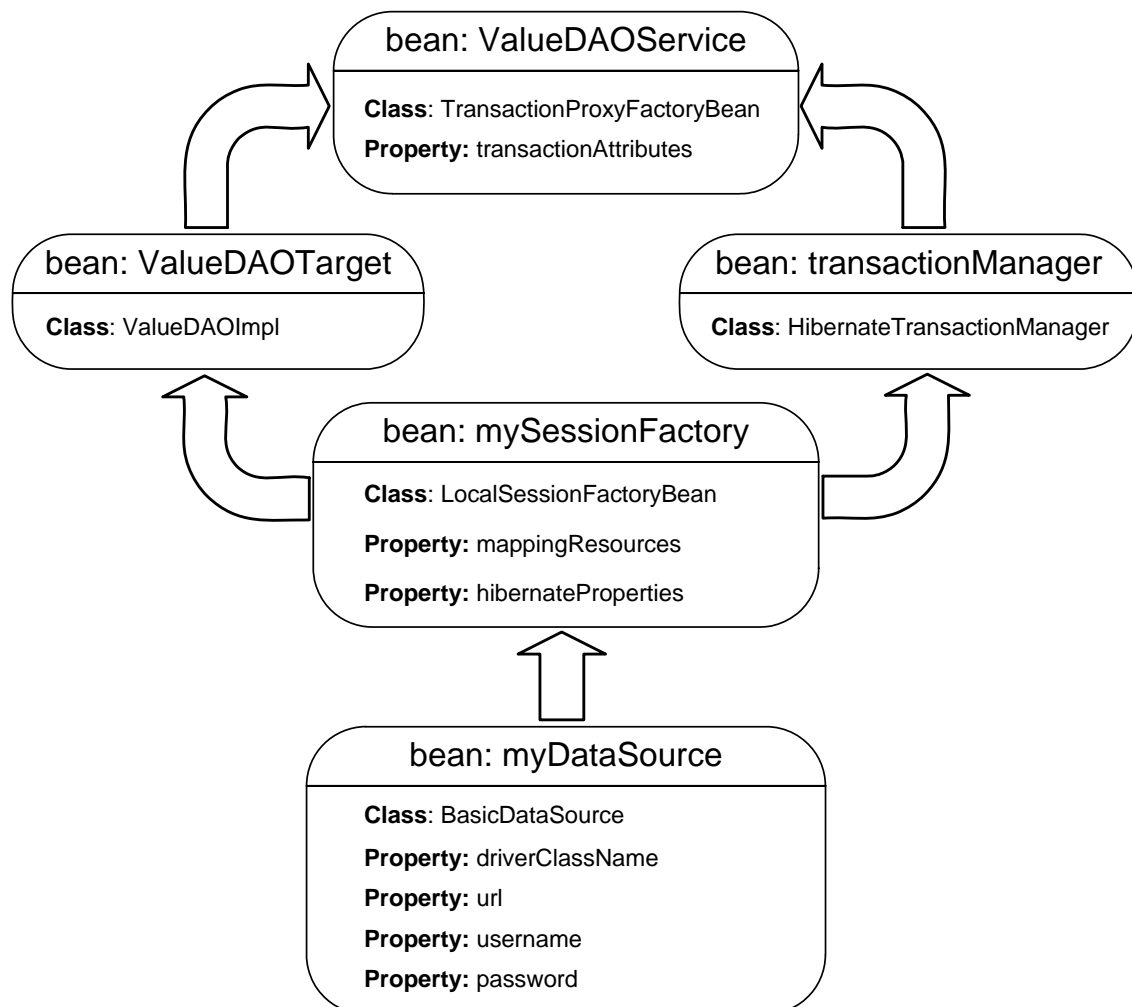 bean: ValueDAOService
Class: TransactionProxyFactoryBean
Property: transactionAttributes
bean: ValueDAOTarget
Class: ValueDAOImpl
bean: transactionManager
Class: HibernateTransactionManager
bean: mySessionFactory
Class: LocalSessionFactoryBean
Property: mappingResources
Property: hibernateProperties
bean: myDataSource
Class: BasicDataSource
Property: driverClassName
Property: url
Property: username
Property: password